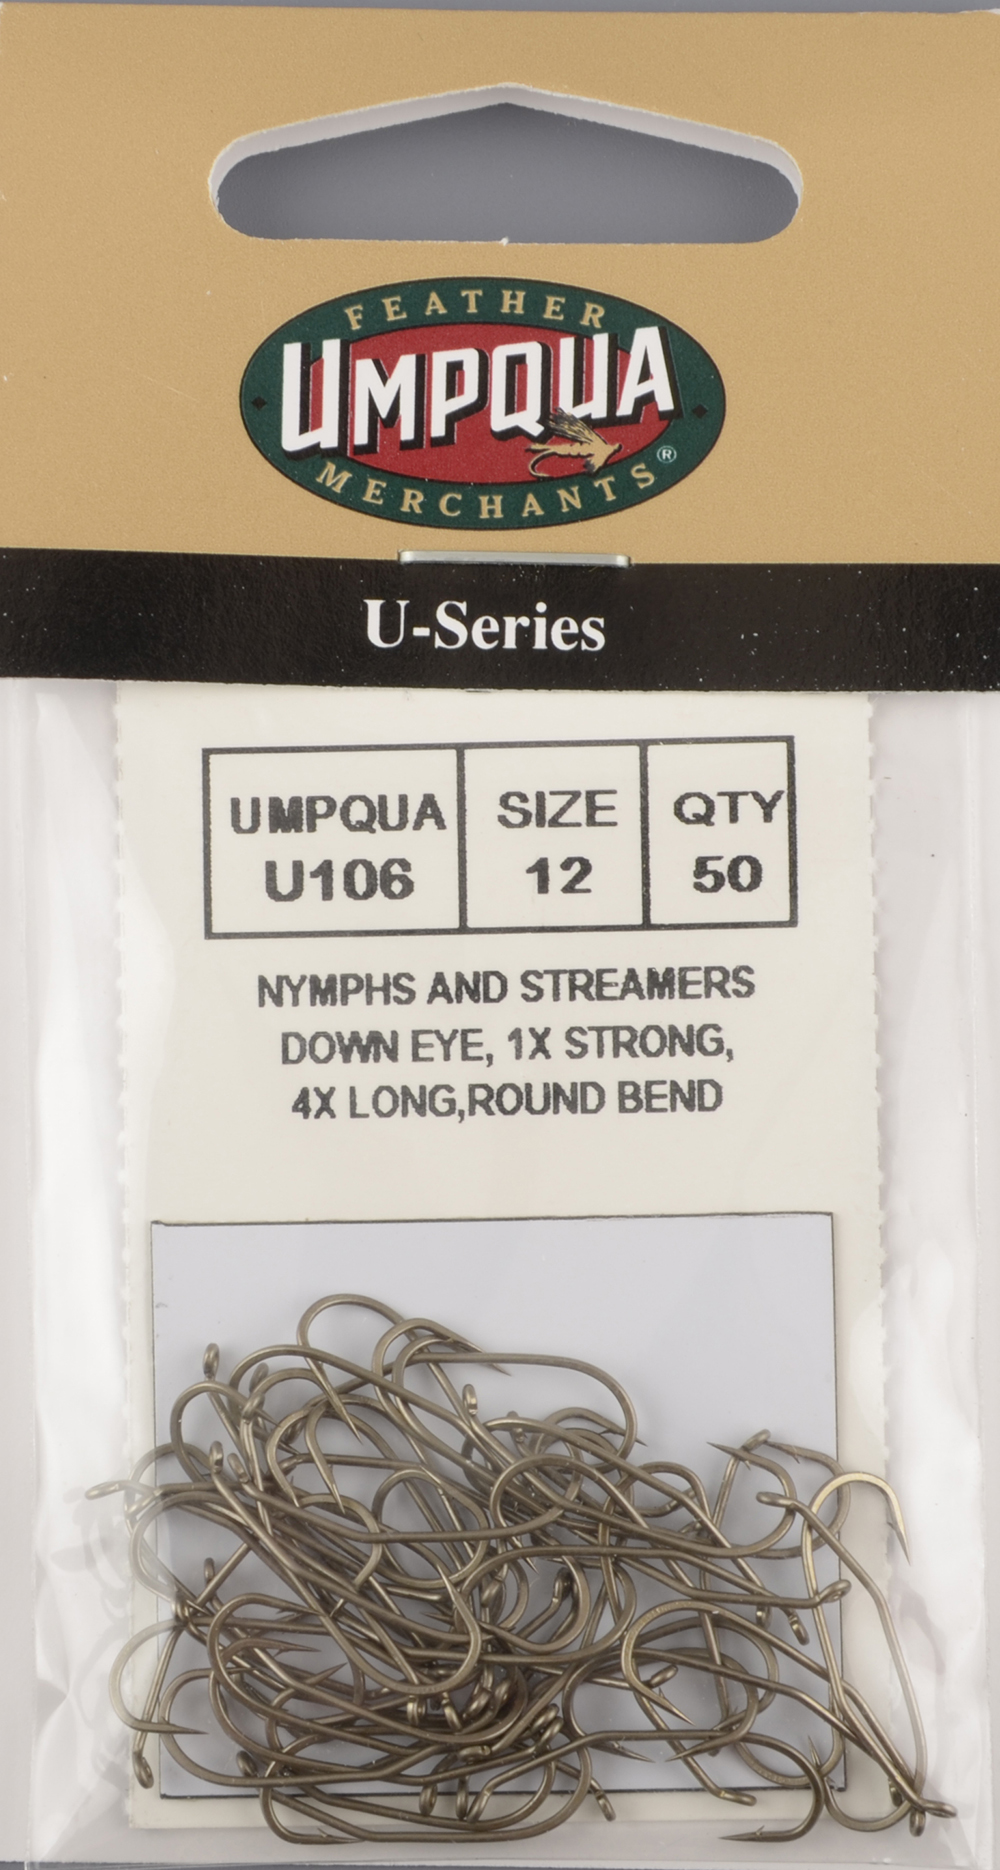 FEATHER
UMPQUA
MERCHANTS®
U-Series
UMPQUA SIZE QTY
U106 12 50
NYMPHS AND STREAMERS
DOWN EYE, 1X STRONG,
4X LONG,ROUND BEND